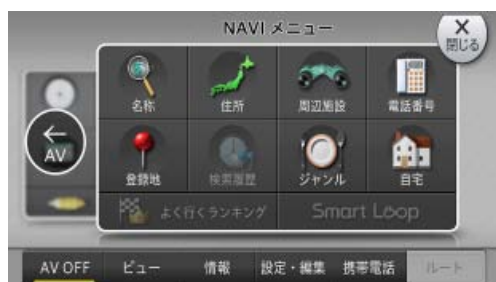 NAVI メニュー
X
閉じる
名称
住所
周辺施設
電話番号
AV
登録地
検索履歴
ジャンル
自宅
よく行くランキング
Smart Loop
AV OFF
ビュー
情報
設定・編集
携帯電話
ルート